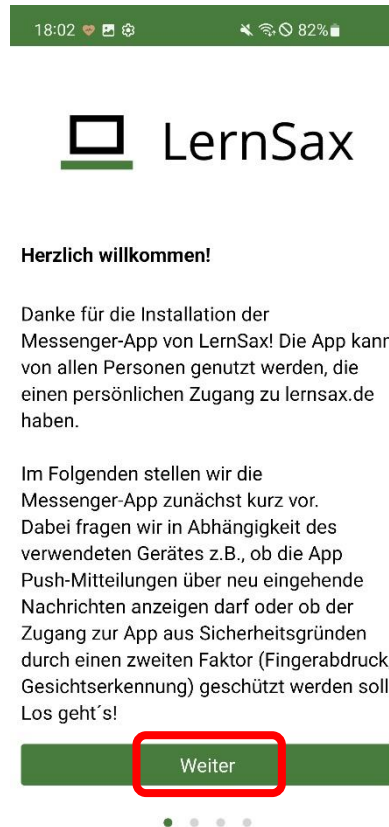 18:02 82%
LernSax
Herzlich willkommen!
Danke für die Installation der
Messenger-App von LernSax! Die App kann
von allen Personen genutzt werden, die
einen persönlichen Zugang zu lernsax.de
haben.
Im Folgenden stellen wir die
Messenger-App zunächst kurz vor.
Dabei fragen wir in Abhängigkeit des
verwendeten Gerätes z.B., ob die App
Push-Mitteilungen über neu eingehende
Nachrichten anzeigen darf oder ob der
Zugang zur App aus Sicherheitsgründen
durch einen zweiten Faktor (Fingerabdruck
Gesichtserkennung) geschützt werden soll
Los geht´s!
Weiter